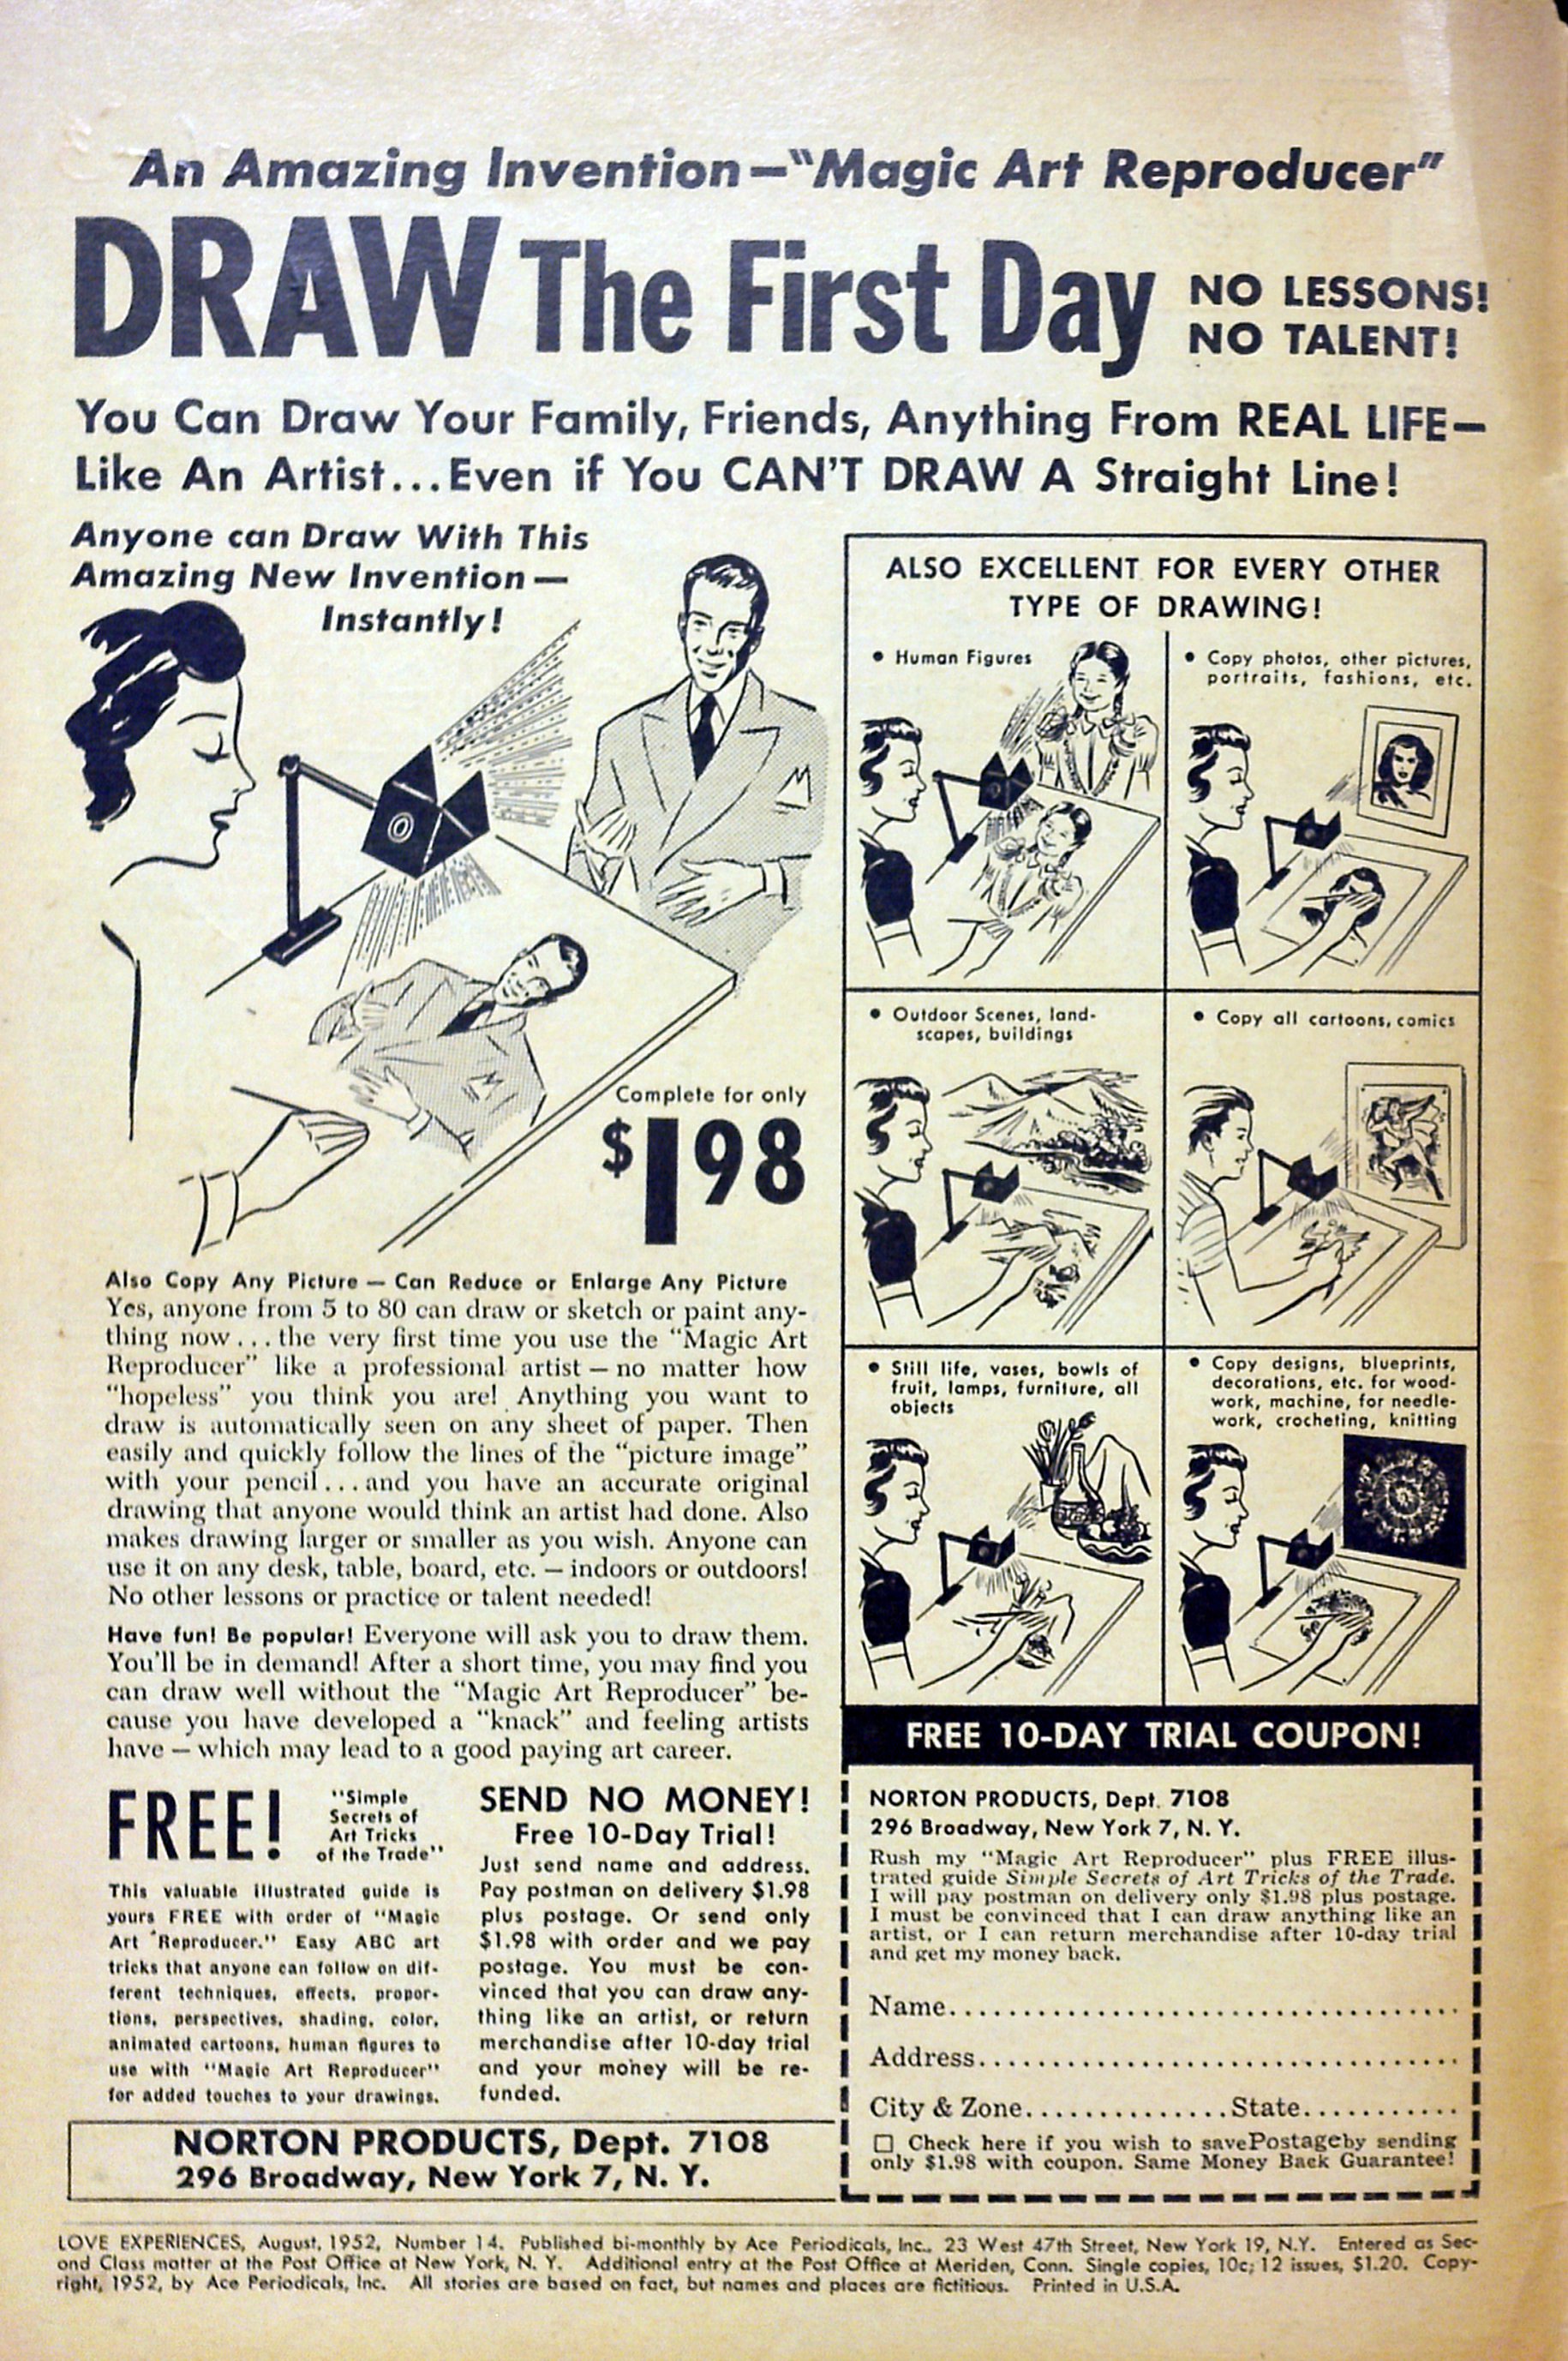 An Amazing Invention—"Magic Art Reproducer"
DRAW The First Day NO LESSONS!
NO TALENT!
You Can Draw Your Family, Friends, Anything From REAL LIFE—
Like An Artist...Even if You CAN'T DRAW A Straight Line!
Anyone can Draw With This
Amazing New Invention—
Instantly!
Complete for only
$1 98
Also Copy Any Picture — Can Reduce or Enlarge Any Picture
Yes, anyone from 5 to 80 can draw or sketch or paint any-
thing now...the very first time you use the "Magic Art
Reproducer" like a professional artist — no matter how
"hopeless" you think you are! Anything you want to
draw is automatically seen on any sheet of paper. Then
easily and quickly follow the lines of the "picture image"
with your pencil...and you have an accurate original
drawing that anyone would think an artist had done. Also
makes drawing larger or smaller as you wish. Anyone can
use it on any desk, table, board, etc. — indoors or outdoors!
No other lessons or practice or talent needed!
Have fun! Be popular! Everyone will ask you to draw them.
You'll be in demand! After a short time, you may find you
can draw well without the "Magic Art Reproducer" be-
cause you have developed a "knack" and feeling artists
have — which may lead to a good paying art career.
FREE!
"Simple
Secrets of
Art Tricks
of the Trade"
This valuable illustrated guide is
yours FREE with order of "Magic
Art Reproducer." Easy ABC art
tricks that anyone can follow on dif-
ferent techniques, effects, propor-
tions, perspectives, shading, color,
animated cartoons, human figures to
use with "Magic Art Reproducer"
for added touches to your drawings.
SEND NO MONEY!
Free 10-Day Trial!
Just send name and address.
Pay postman on delivery $1.98
plus postage. Or send only
$1.98 with order and we pay
postage. You must be con-
vinced that you can draw any-
thing like an artist, or return
merchandise after 10-day trial
and your money will be re-
funded.
NORTON PRODUCTS, Dept. 7108
296 Broadway, New York 7, N. Y.
ALSO EXCELLENT FOR EVERY OTHER
TYPE OF DRAWING!
• Human Figures
• Copy photos, other pictures,
portraits, fashions, etc.
• Outdoor Scenes, land-
scapes, buildings
• Copy all cartoons, comics
• Still life, vases, bowls of
fruit, lamps, furniture, all
objects
• Copy designs, blueprints,
decorations, etc. for wood-
work, machine, for needle-
work, crocheting, knitting
FREE 10-DAY TRIAL COUPON!
NORTON PRODUCTS, Dept. 7108
296 Broadway, New York 7, N. Y.
Rush my "Magic Art Reproducer" plus FREE illus-
trated guide Simple Secrets of Art Tricks of the Trade.
I will pay postman on delivery only $1.98 plus postage.
I must be convinced that I can draw anything like an
artist, or I can return merchandise after 10-day trial
and get my money back.
Name....................................
Address..................................
City & Zone...............State............
☐ Check here if you wish to save Postage by sending
only $1.98 with coupon. Same Money Back Guarantee!
LOVE EXPERIENCES, August, 1952, Number 14. Published bi-monthly by Ace Periodicals, Inc., 23 West 47th Street, New York 19, N.Y. Entered as Sec-
ond Class matter at the Post Office at New York, N. Y. Additional entry at the Post Office at Meriden, Conn. Single copies, 10c; 12 issues, $1.20. Copy-
right, 1952, by Ace Periodicals, Inc. All stories are based on fact, but names and places are fictitious. Printed in U.S.A.